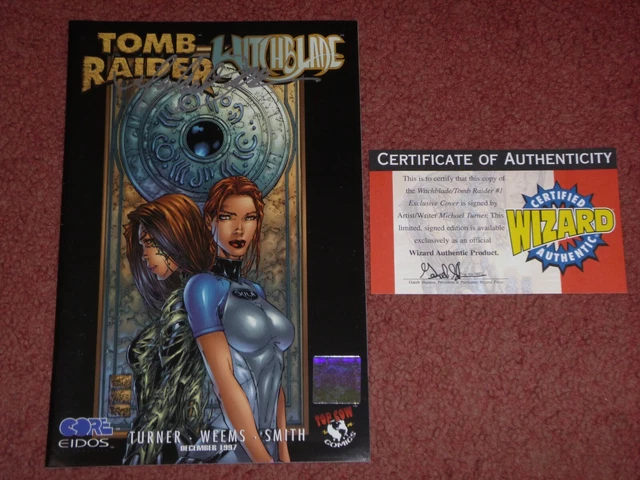 TOMB RAIDER WITCHBLADE
SOLA
CORE
EIDOS
TURNER · WEEMS · SMITH
DECEMBER 1997
TOP COW
COMICS
CERTIFICATE OF AUTHENTICITY
This is to certify that this copy of
the Witchblade/Tomb Raider #1
Exclusive Cover is signed by
Artist/Writer Michael Turner. This
limited, signed edition is available
exclusively as an official
Wizard Authentic Product.
CERTIFIED
WIZARD
AUTHENTIC